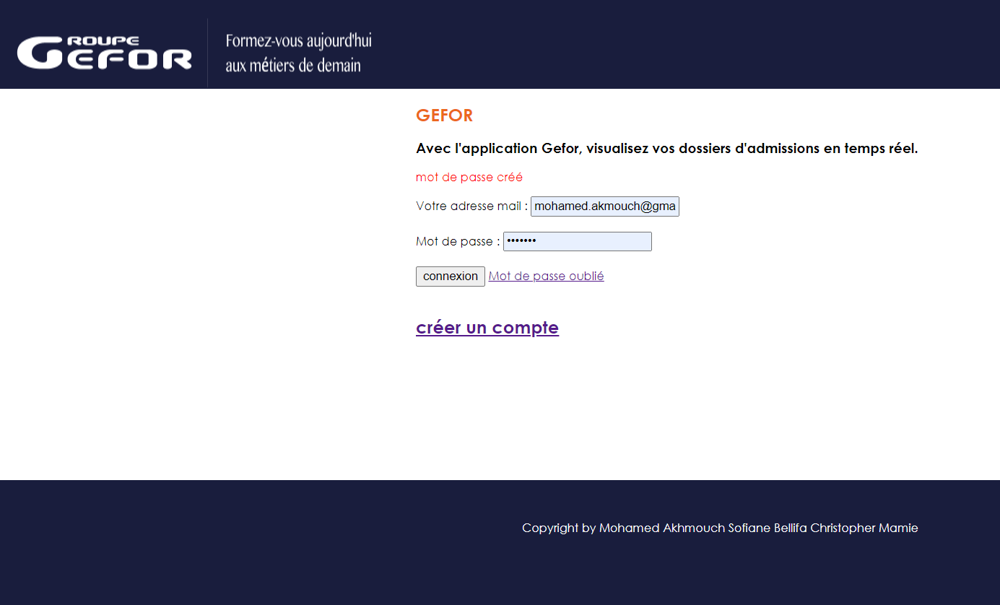 ROUPE
GEFOR
Formez-vous aujourd'hui
aux métiers de demain
GEFOR
Avec l'application Gefor, visualisez vos dossiers d'admissions en temps réel.
mot de passe créé
Votre adresse mail : mohamed.akmouch@gma
Mot de passe : •••••••
connexion Mot de passe oublié
créer un compte
Copyright by Mohamed Akhmouch Sofiane Bellifa Christopher Mamie